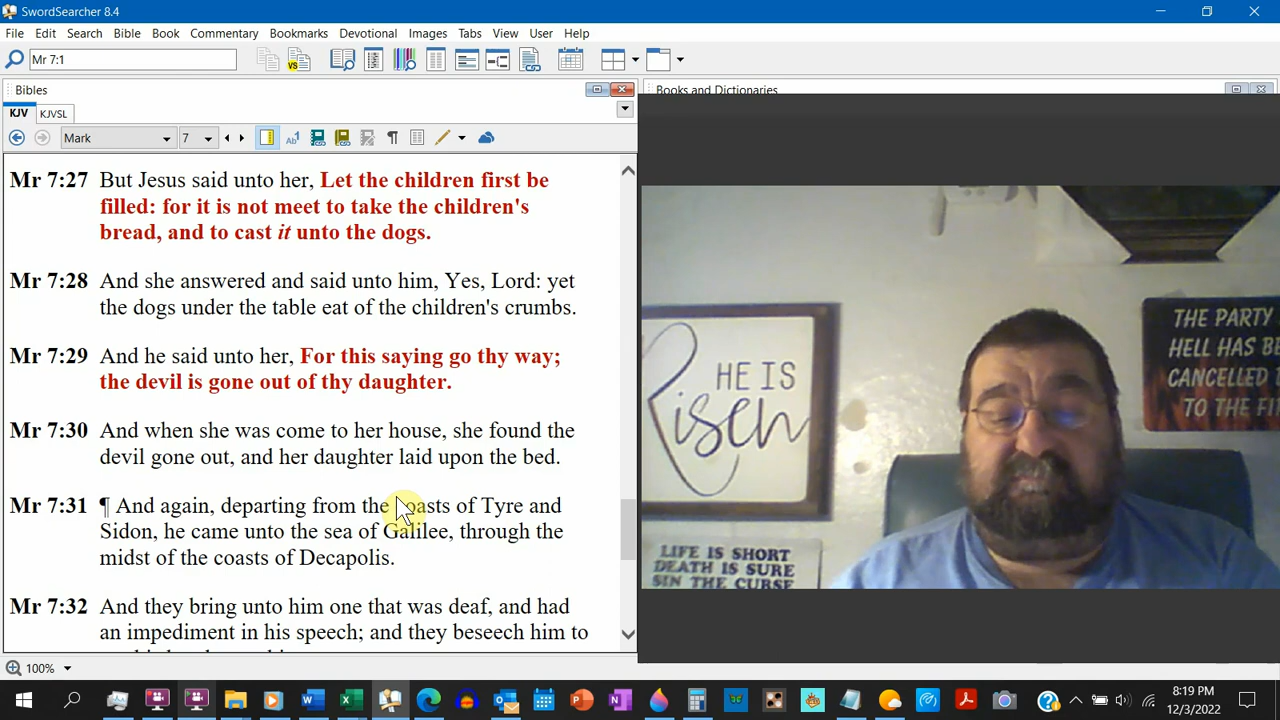 SwordSearcher 8.4
File Edit Search Bible Book Commentary Bookmarks Devotional Images Tabs View User Help
Mr 7:1
VS
Bibles
Books and Dictionaries
KJV KJVSL
Mark 7
Mr 7:27 But Jesus said unto her, Let the children first be
filled: for it is not meet to take the children's
bread, and to cast it unto the dogs.
Mr 7:28 And she answered and said unto him, Yes, Lord: yet
the dogs under the table eat of the children's crumbs.
Mr 7:29 And he said unto her, For this saying go thy way;
the devil is gone out of thy daughter.
Mr 7:30 And when she was come to her house, she found the
devil gone out, and her daughter laid upon the bed.
Mr 7:31 ¶ And again, departing from the coasts of Tyre and
Sidon, he came unto the sea of Galilee, through the
midst of the coasts of Decapolis.
Mr 7:32 And they bring unto him one that was deaf, and had
an impediment in his speech; and they beseech him to
100%
HE IS
Risen
THE PARTY
HELL HAS BE
CANCELLED
TO THE FI
LIFE IS SHORT
DEATH IS SURE
SIN THE CURSE
8:19 PM
12/3/2022